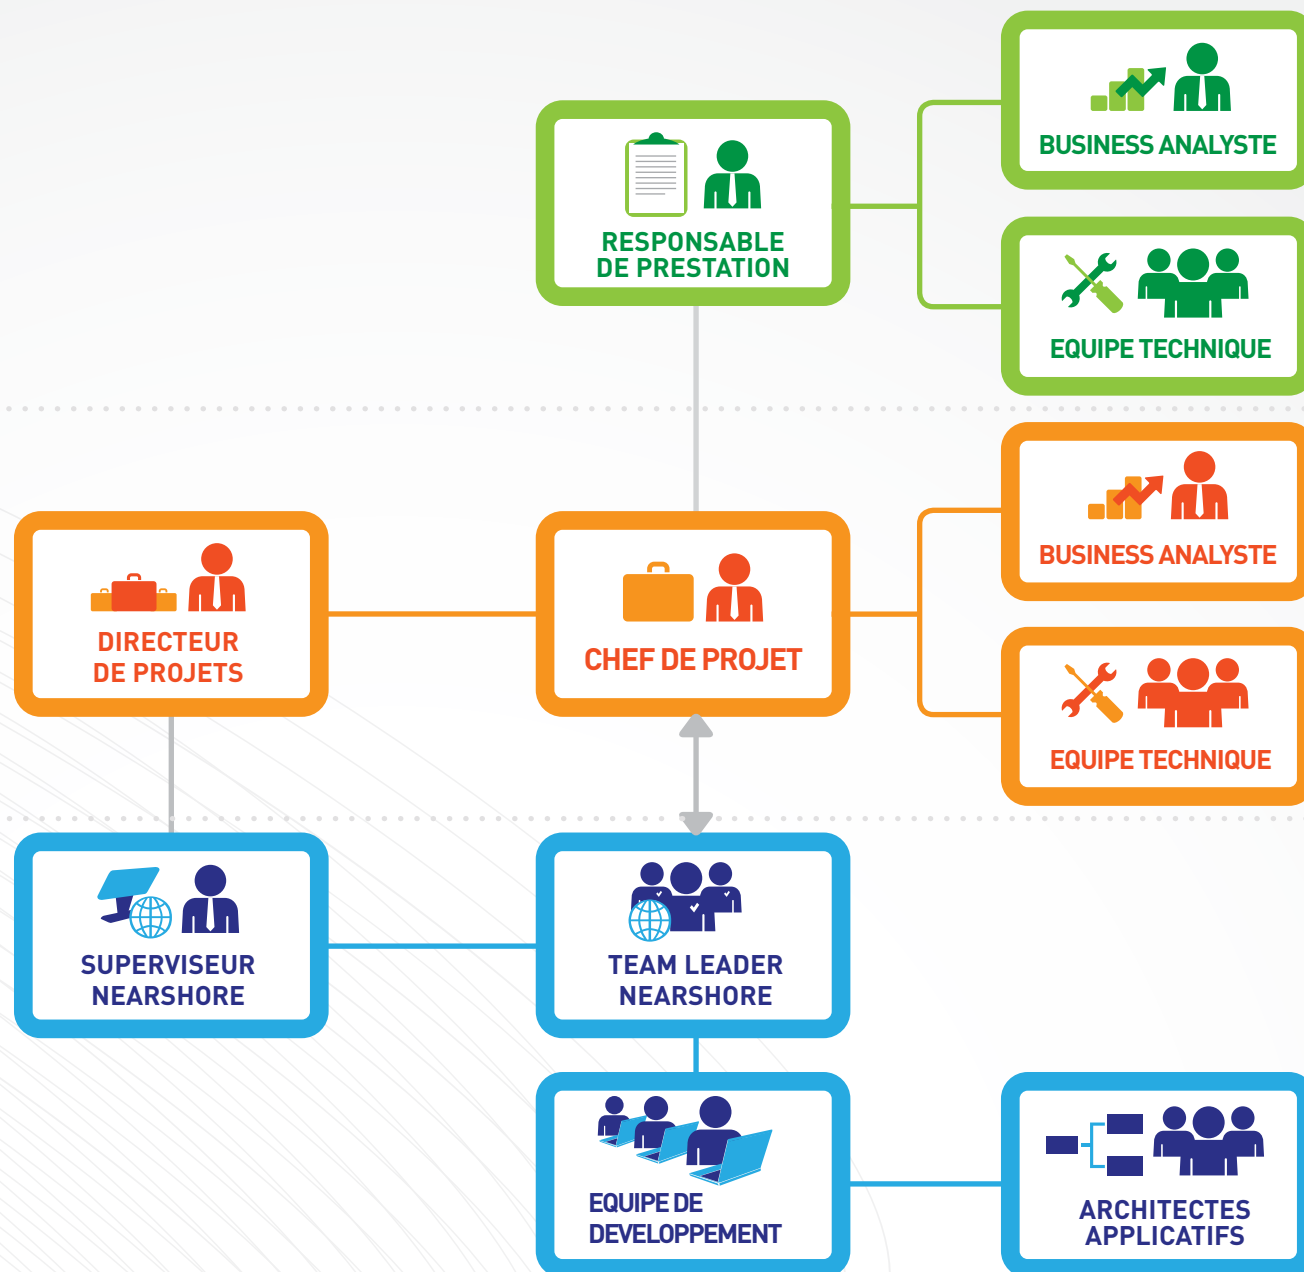 BUSINESS ANALYSTE
RESPONSABLE
DE PRESTATION
EQUIPE TECHNIQUE
BUSINESS ANALYSTE
DIRECTEUR
DE PROJETS
CHEF DE PROJET
EQUIPE TECHNIQUE
SUPERVISEUR
NEARSHORE
TEAM LEADER
NEARSHORE
EQUIPE DE
DEVELOPPEMENT
ARCHITECTES
APPLICATIFS